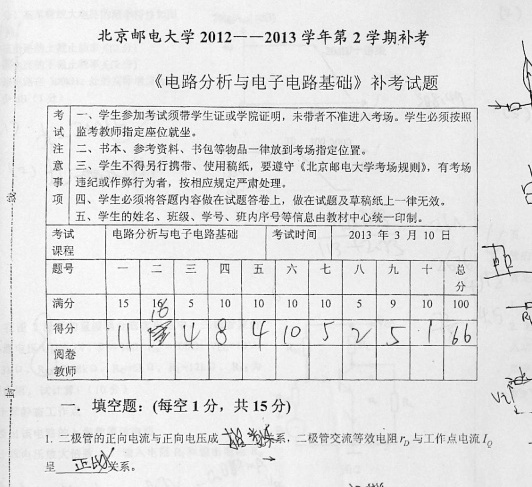 北京邮电大学 2012——2013 学年第 2 学期补考
《电路分析与电子电路基础》补考试题
考试注意事项
一、学生参加考试须带学生证或学院证明，未带者不准进入考场。学生必须按照
监考教师指定座位就坐。
二、书本、参考资料、书包等物品一律放到考场指定位置。
三、学生不得另行携带、使用稿纸，要遵守《北京邮电大学考场规则》，有考场
违纪或作弊行为者，按相应规定严肃处理。
四、学生必须将答题内容做在试题答卷上，做在试题及草稿纸上一律无效。
五、学生的姓名、班级、学号、班内序号等信息由教材中心统一印制。
考试课程 电路分析与电子电路基础 考试时间 2013 年 3 月 10 日
题号 一 二 三 四 五 六 七 八 九 十 总分
满分 15 16 5 10 10 10 10 5 9 10 100
得分 11 4 8 4 10 5 2 5 1 66
阅卷教师
填空题：(每空 1 分，共 15 分)
1. 二极管的正向电流与正向电压成 系，二极管交流等效电阻 r_D 与工作点电流 I_Q
呈 正比 关系。